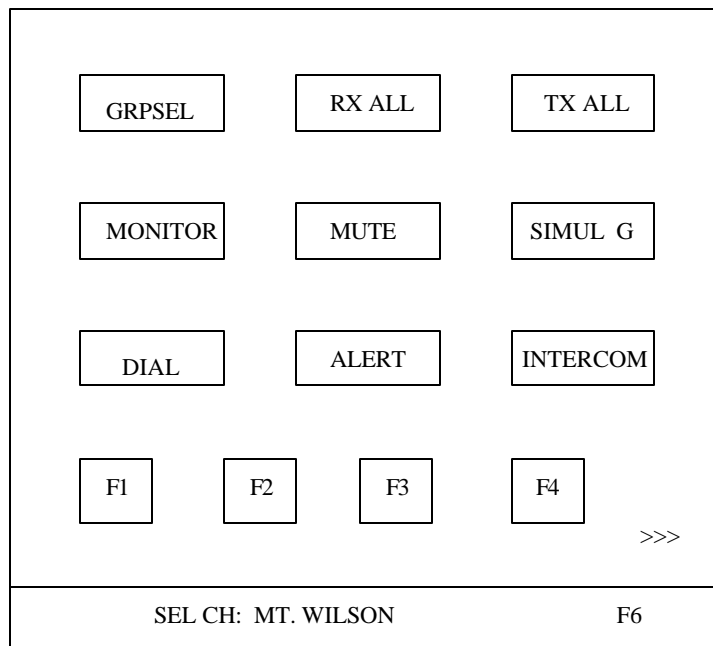 GRPSEL RX ALL TX ALL
MONITOR MUTE SIMUL G
DIAL ALERT INTERCOM
F1 F2 F3 F4
>>>
SEL CH: MT. WILSON F6